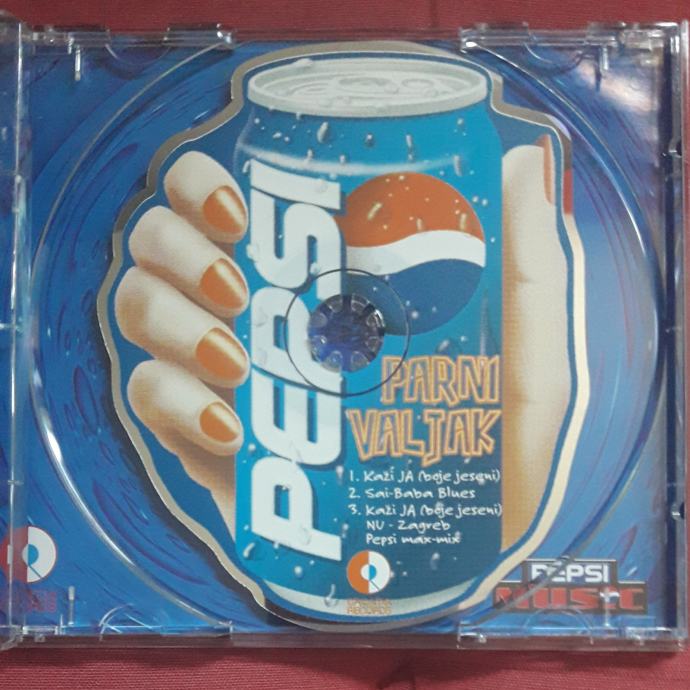 PEPSI
PARNI
VALJAK
1. Kaži JA (boje jeseni)
2. Sai-Baba Blues
3. Kaži JA (boje jeseni)
NU - Zagreb
Pepsi max-mix
RECORDS
PEPSI
MUSIC